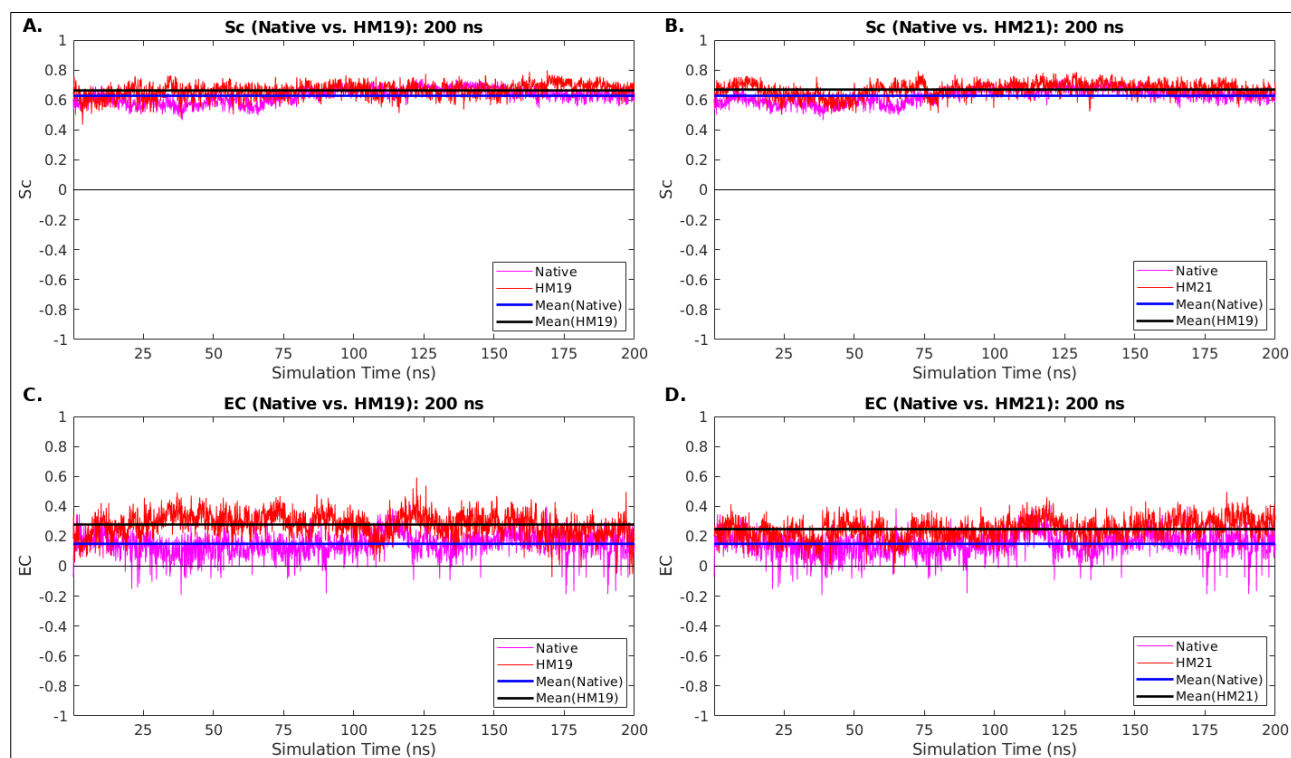 A.
Sc (Native vs. HM19): 200 ns
1
0.8
0.6
0.4
0.2
0
-0.2
-0.4
-0.6
-0.8
-1
Sc
Native
HM19
Mean(Native)
Mean(HM19)
25 50 75 100 125 150 175 200
Simulation Time (ns)
B.
Sc (Native vs. HM21): 200 ns
1
0.8
0.6
0.4
0.2
0
-0.2
-0.4
-0.6
-0.8
-1
Sc
Native
HM21
Mean(Native)
Mean(HM19)
25 50 75 100 125 150 175 200
Simulation Time (ns)
C.
EC (Native vs. HM19): 200 ns
1
0.8
0.6
0.4
0.2
0
-0.2
-0.4
-0.6
-0.8
-1
EC
Native
HM19
Mean(Native)
Mean(HM19)
25 50 75 100 125 150 175 200
Simulation Time (ns)
D.
EC (Native vs. HM21): 200 ns
1
0.8
0.6
0.4
0.2
0
-0.2
-0.4
-0.6
-0.8
-1
EC
Native
HM21
Mean(Native)
Mean(HM21)
25 50 75 100 125 150 175 200
Simulation Time (ns)